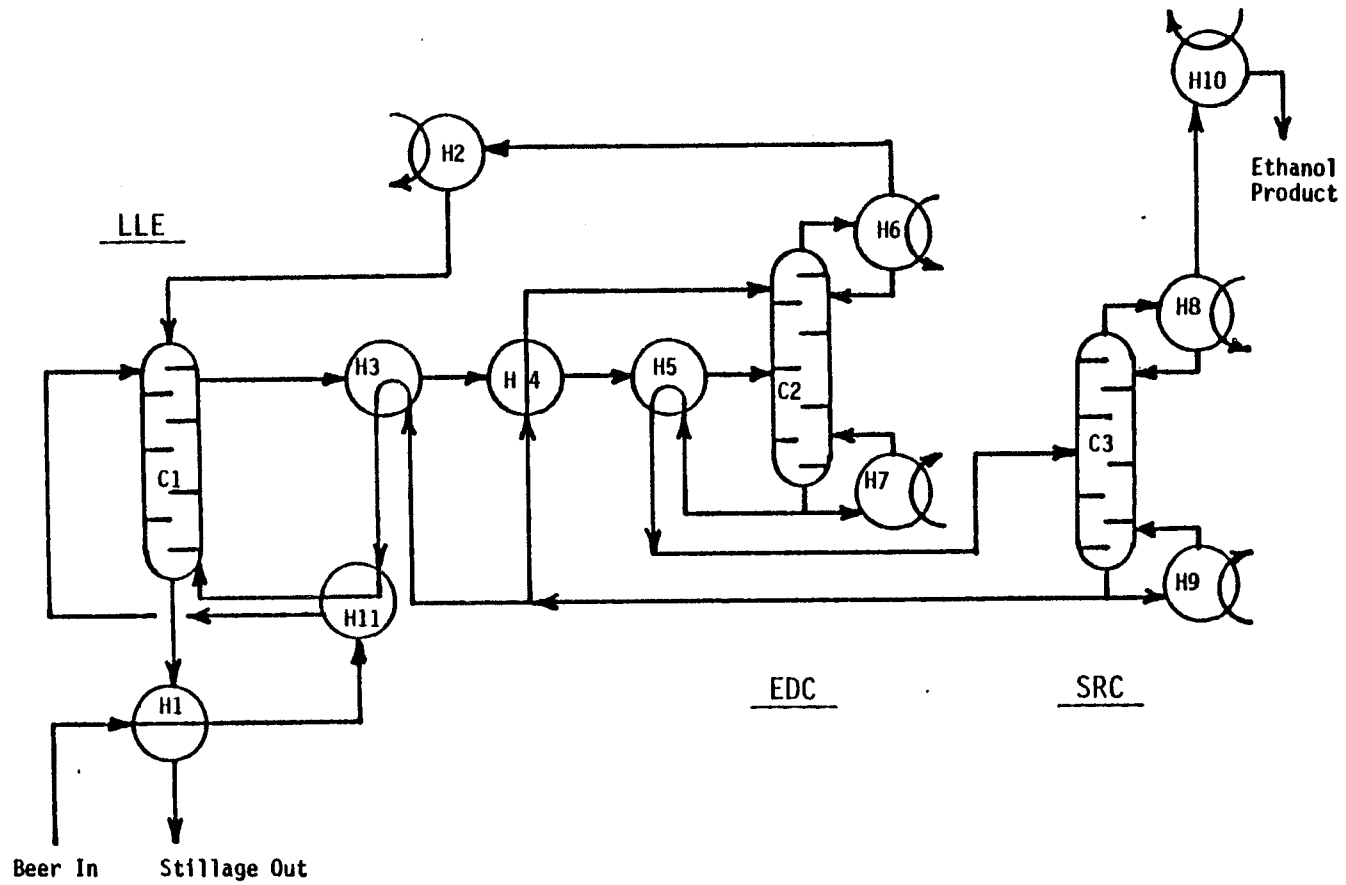 H10
Ethanol
Product
H2
LLE
H6
H8
H3
H 4
H5
C2
C3
C1
H7
H9
H11
EDC
SRC
H1
Beer In
Stillage Out